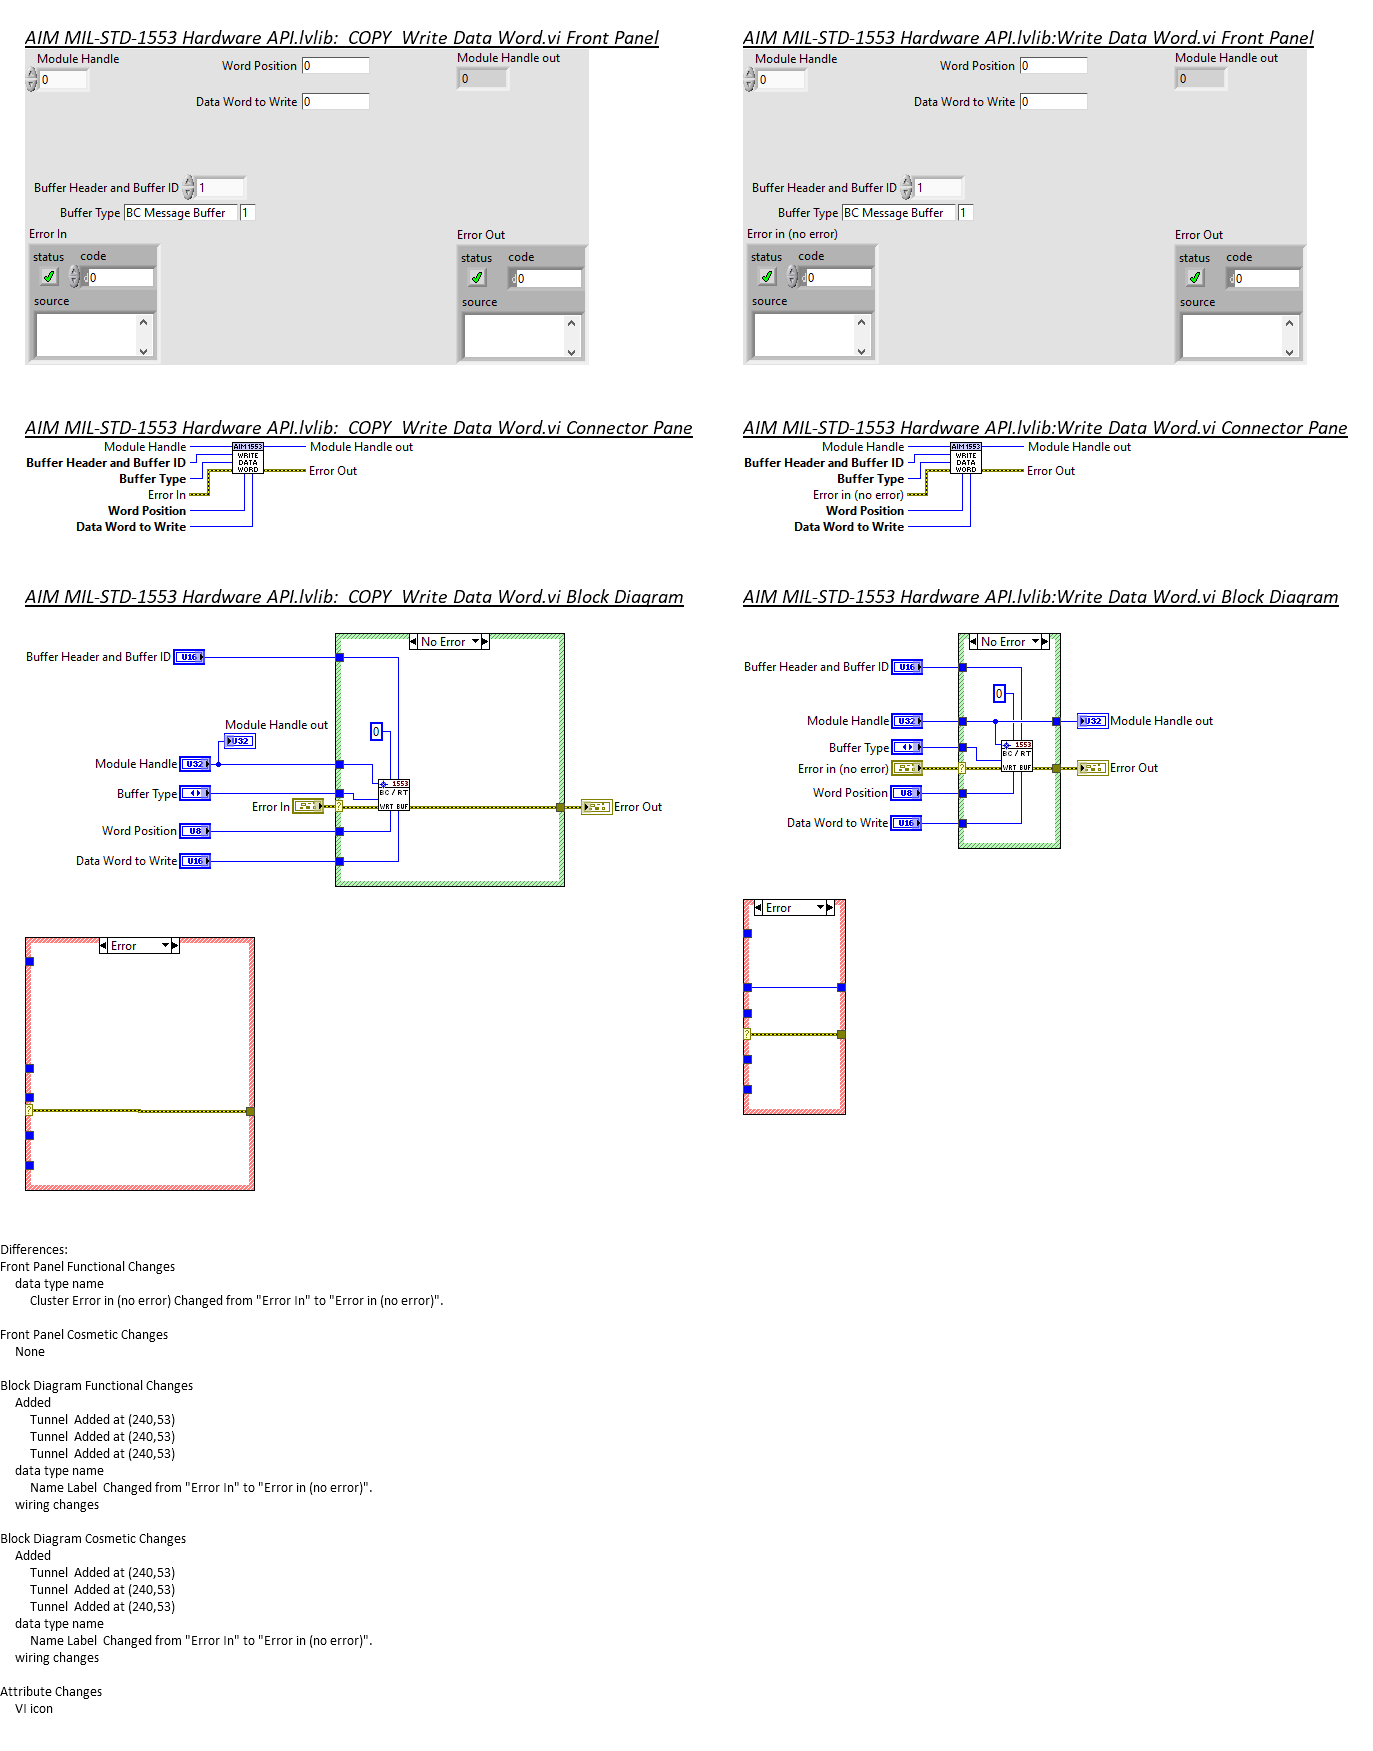 AIM MIL-STD-1553 Hardware API.lvlib:  COPY  Write Data Word.vi Front Panel
Module Handle
0
Word Position 0
Data Word to Write 0
Module Handle out
0
Buffer Header and Buffer ID 1
Buffer Type BC Message Buffer 1
Error In
status code
0
source
Error Out
status code
d0
source
AIM MIL-STD-1553 Hardware API.lvlib:Write Data Word.vi Front Panel
Module Handle
0
Word Position 0
Data Word to Write 0
Module Handle out
0
Buffer Header and Buffer ID 1
Buffer Type BC Message Buffer 1
Error in (no error)
status code
d0
source
Error Out
status code
d0
source
AIM MIL-STD-1553 Hardware API.lvlib:  COPY  Write Data Word.vi Connector Pane
Module Handle
Buffer Header and Buffer ID
Buffer Type
Error In
Word Position
Data Word to Write
AIM1553
WRITE
DATA
WORD
Module Handle out
Error Out
AIM MIL-STD-1553 Hardware API.lvlib:Write Data Word.vi Connector Pane
Module Handle
Buffer Header and Buffer ID
Buffer Type
Error in (no error)
Word Position
Data Word to Write
AIM1553
WRITE
DATA
WORD
Module Handle out
Error Out
AIM MIL-STD-1553 Hardware API.lvlib:  COPY  Write Data Word.vi Block Diagram
No Error
Buffer Header and Buffer ID U16
Module Handle out
U32
0
Module Handle U32
Buffer Type
Error In
Word Position U8
Data Word to Write U16
1553
BC / RT
WRT BUF
?
Error Out
Error
?
AIM MIL-STD-1553 Hardware API.lvlib:Write Data Word.vi Block Diagram
No Error
Buffer Header and Buffer ID U16
0
Module Handle U32
U32 Module Handle out
Buffer Type
Error in (no error)
?
1553
BC / RT
WRT BUF
Error Out
Word Position U8
Data Word to Write U16
Error
?
Differences:
Front Panel Functional Changes
data type name
Cluster Error in (no error) Changed from "Error In" to "Error in (no error)".
Front Panel Cosmetic Changes
None
Block Diagram Functional Changes
Added
Tunnel  Added at (240,53)
Tunnel  Added at (240,53)
Tunnel  Added at (240,53)
data type name
Name Label  Changed from "Error In" to "Error in (no error)".
wiring changes
Block Diagram Cosmetic Changes
Added
Tunnel  Added at (240,53)
Tunnel  Added at (240,53)
Tunnel  Added at (240,53)
data type name
Name Label  Changed from "Error In" to "Error in (no error)".
wiring changes
Attribute Changes
VI icon